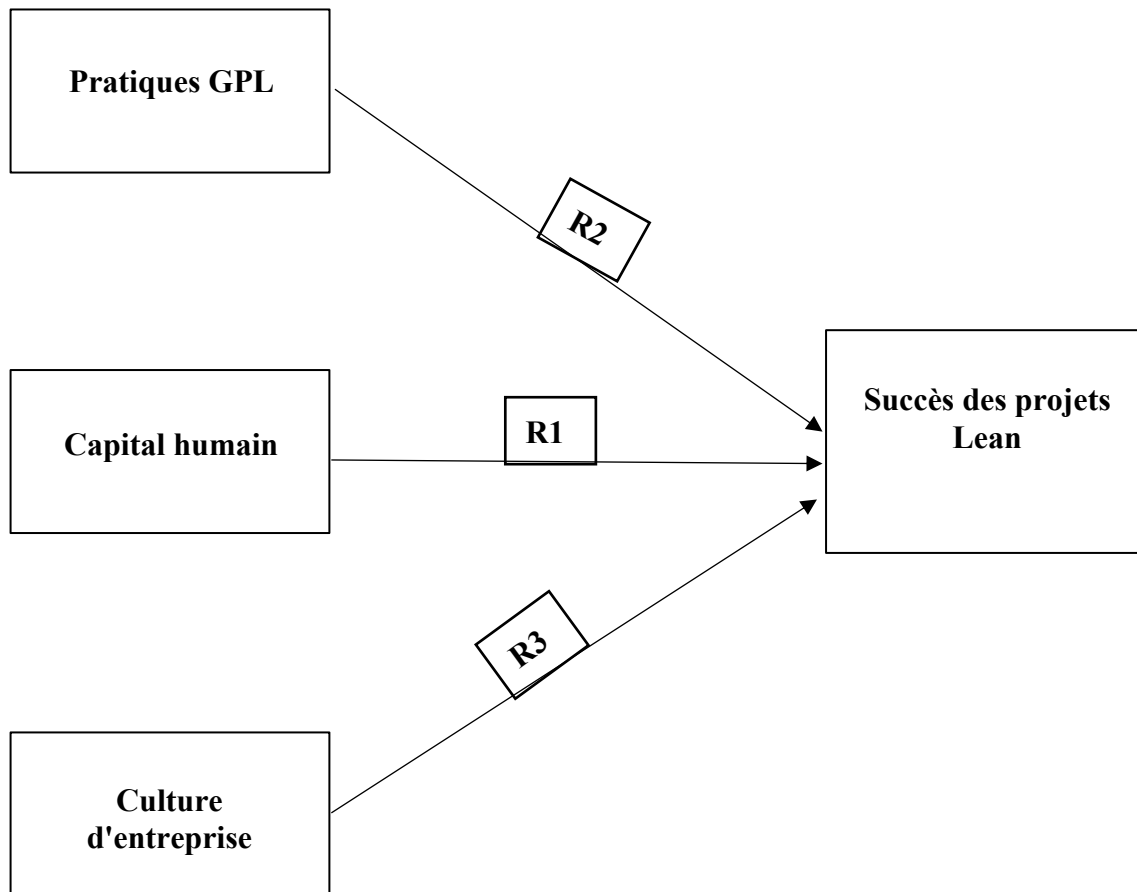 Pratiques GPL
R2
Capital humain
R1
Succès des projets
Lean
R3
Culture
d'entreprise